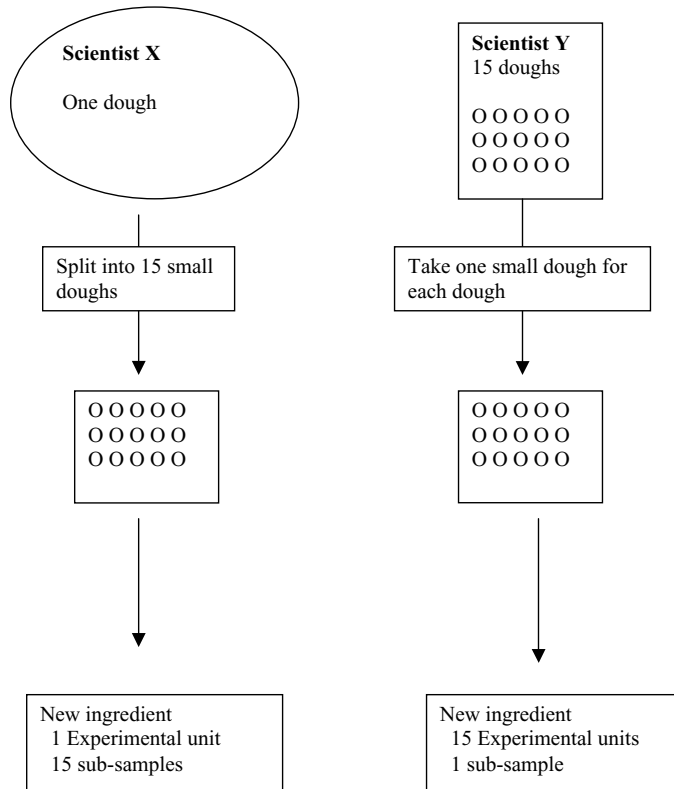 Scientist X
One dough
Split into 15 small
doughs
O O O O O
O O O O O
O O O O O
New ingredient
1 Experimental unit
15 sub-samples
Scientist Y
15 doughs
O O O O O
O O O O O
O O O O O
Take one small dough for
each dough
O O O O O
O O O O O
O O O O O
New ingredient
15 Experimental units
1 sub-sample